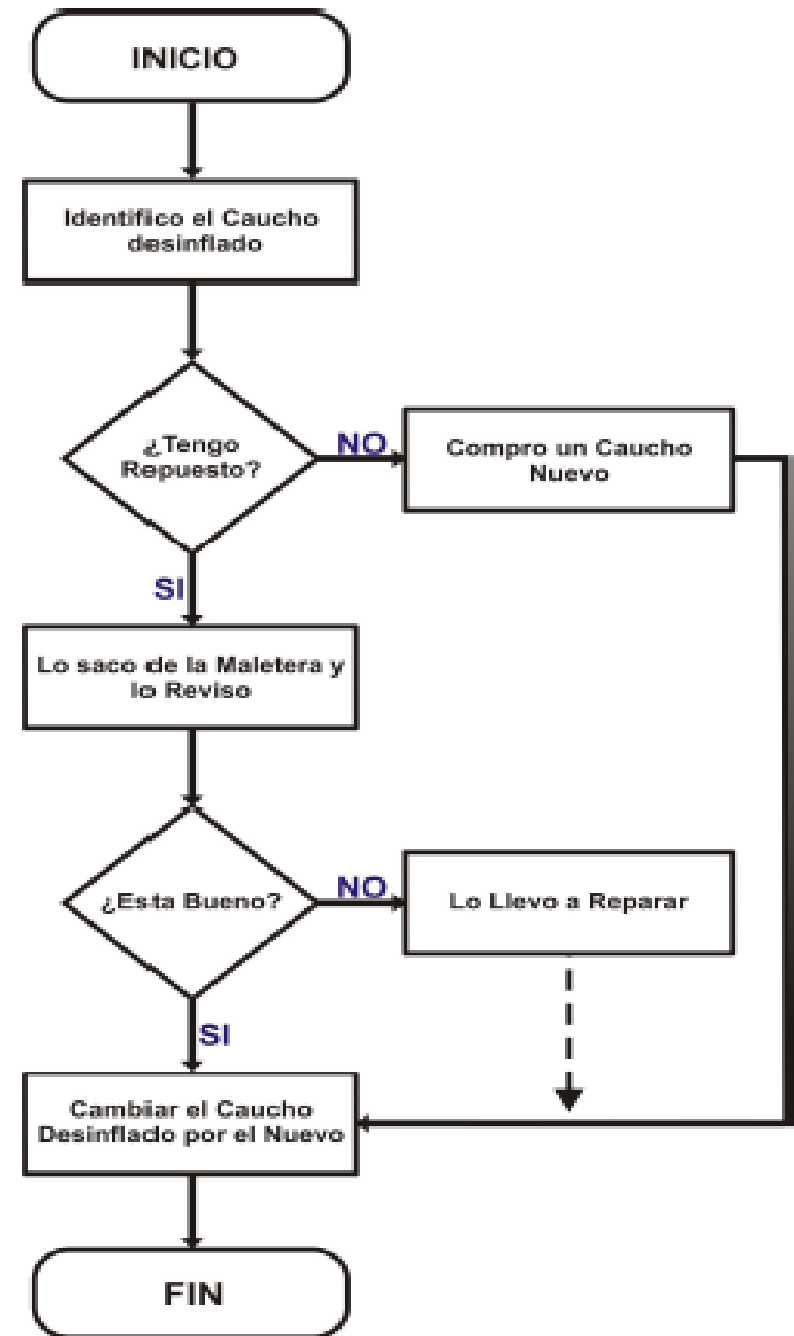 INICIO
Identifico el Caucho
desinflado
¿Tengo
Repuesto?
NO
Compro un Caucho
Nuevo
SI
Lo saco de la Maletera y
lo Reviso
¿Esta Bueno?
NO
Lo Llevo a Reparar
SI
Cambiar el Caucho
Desinflado por el Nuevo
FIN